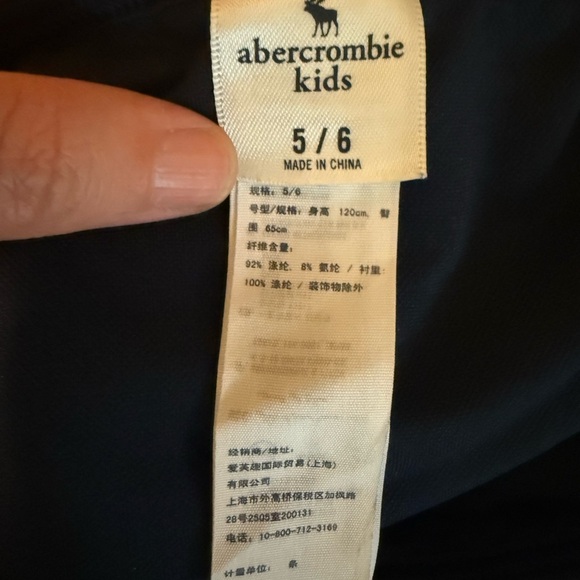 abercrombie
kids
5 / 6
MADE IN CHINA
规格: 5/6
号型/规格: 身高 120cm, 臀
围 65cm
纤维含量:
92% 涤纶, 8% 氨纶 / 衬里:
100% 涤纶 / 装饰物除外
经销商/地址:
爱芙趣国际贸易(上海)
有限公司
上海市外高桥保税区加枫路
28号2505室200131
电话: 10-800-712-3169
计量单位: 条